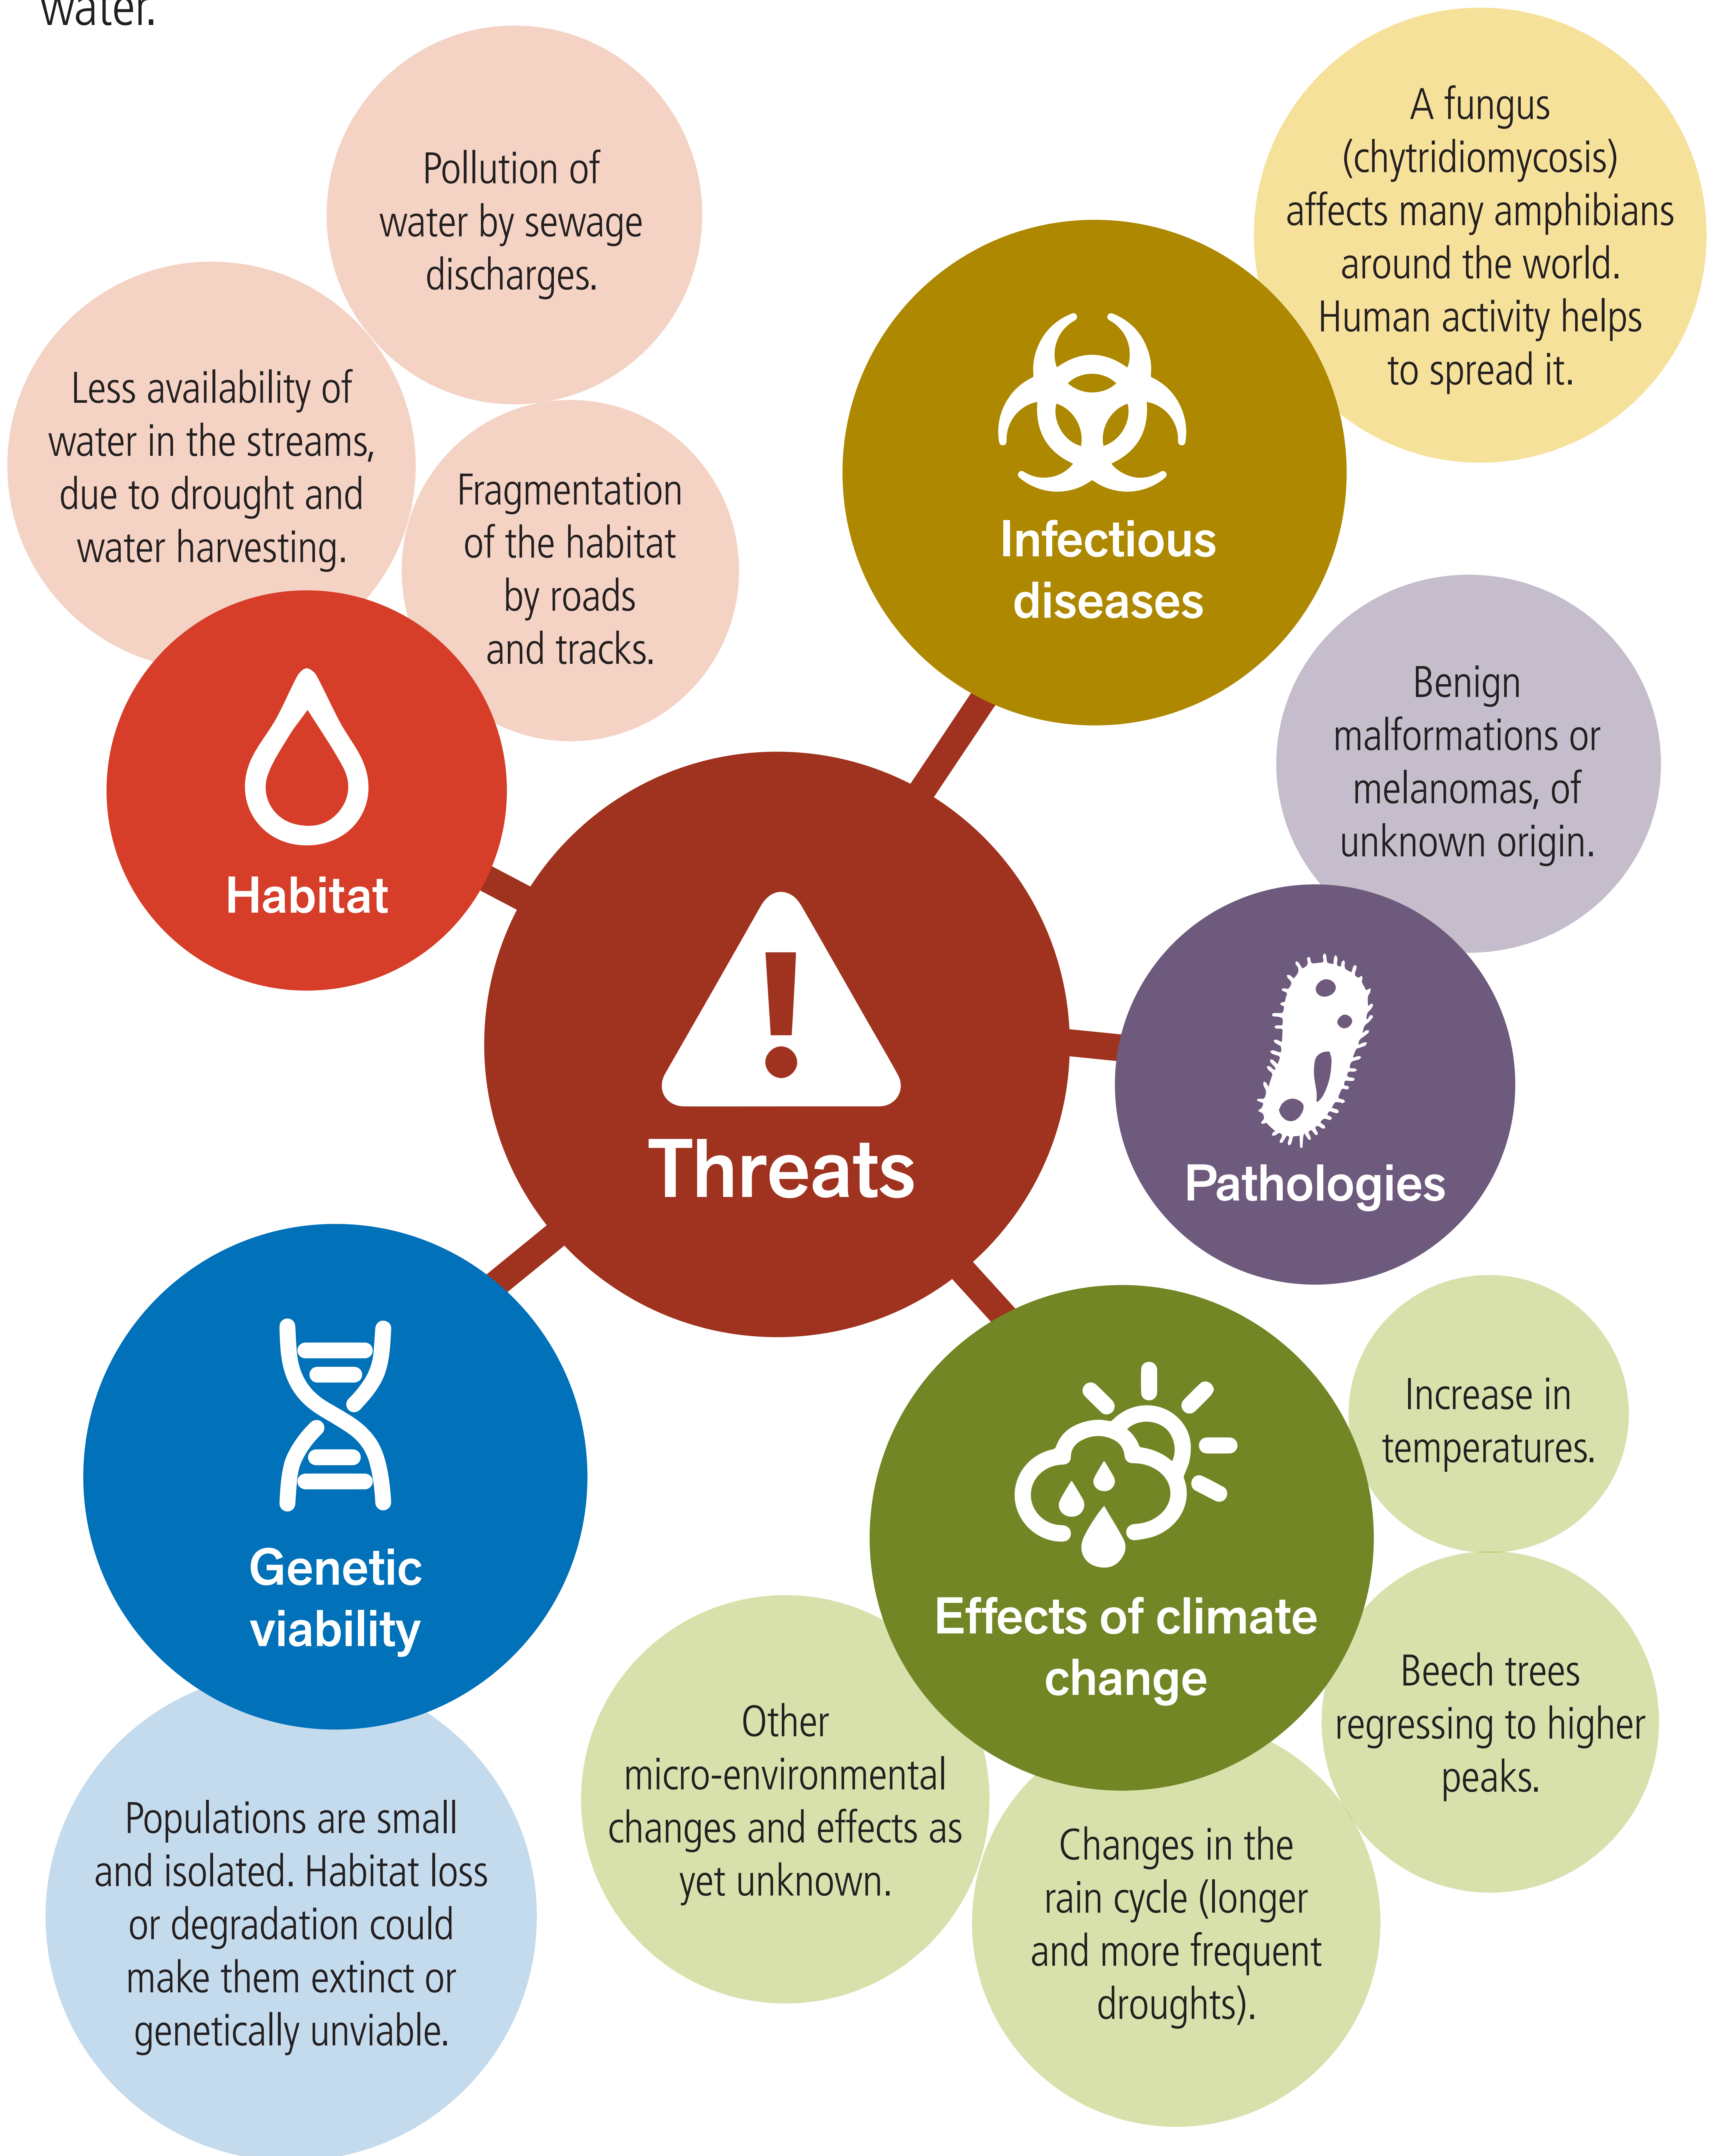 water.
Pollution of
water by sewage
discharges.
Less availability of
water in the streams,
due to drought and
water harvesting.
Fragmentation
of the habitat
by roads
and tracks.
Habitat
A fungus
(chytridiomycosis)
affects many amphibians
around the world.
Human activity helps
to spread it.
Infectious
diseases
Benign
malformations or
melanomas, of
unknown origin.
Pathologies
Threats
Genetic
viability
Populations are small
and isolated. Habitat loss
or degradation could
make them extinct or
genetically unviable.
Effects of climate
change
Increase in
temperatures.
Beech trees
regressing to higher
peaks.
Changes in the
rain cycle (longer
and more frequent
droughts).
Other
micro-environmental
changes and effects as
yet unknown.